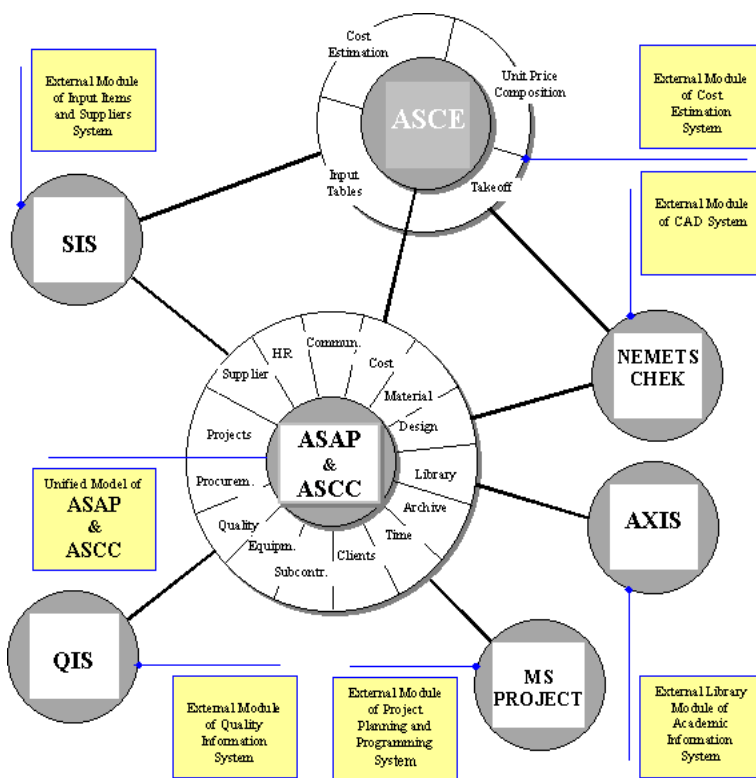 Cost
Estimation
Unit Price
Composition
ASCE
Input
Tables
Takeoff
External Module
of Input Items
and Suppliers
System
External Module
of Cost
Estimation
System
External Module
of CAD System
SIS
NEMETS
CHEK
Commun.
HR
Cost
Supplier
Material
Design
Projects
ASAP
&
ASCC
Library
Procurem.
Archive
Quality
Time
Equipm.
Clients
Subcontr.
Unified Model of
ASAP
&
ASCC
AXIS
QIS
MS
PROJECT
External Module
of Quality
Information
System
External Module
of Project
Planning and
Programming
System
External Library
Module of
Academic
Information
System